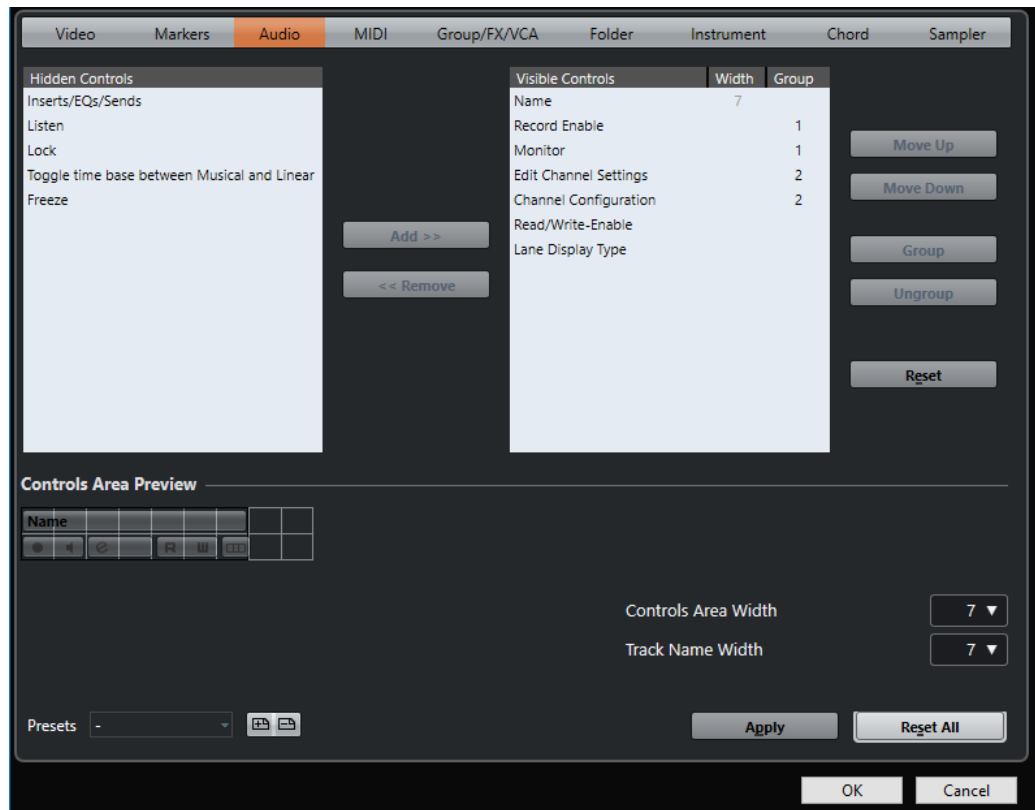 Video Markers Audio MIDI Group/FX/VCA Folder Instrument Chord Sampler
Hidden Controls
Inserts/EQs/Sends
Listen
Lock
Toggle time base between Musical and Linear
Freeze
Add >>
<< Remove
Visible Controls Width Group
Name 7
Record Enable 1
Monitor 1
Edit Channel Settings 2
Channel Configuration 2
Read/Write-Enable
Lane Display Type
Move Up
Move Down
Group
Ungroup
Reset
Controls Area Preview
Name
e R W
Controls Area Width 7
Track Name Width 7
Presets -
Apply
Reset All
OK
Cancel